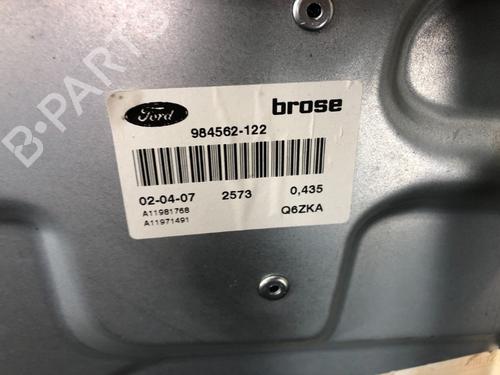 Ford brose
984562-122
02-04-07 2573 0,435
A11981768 Q6ZKA
A11971491
B-PARTS